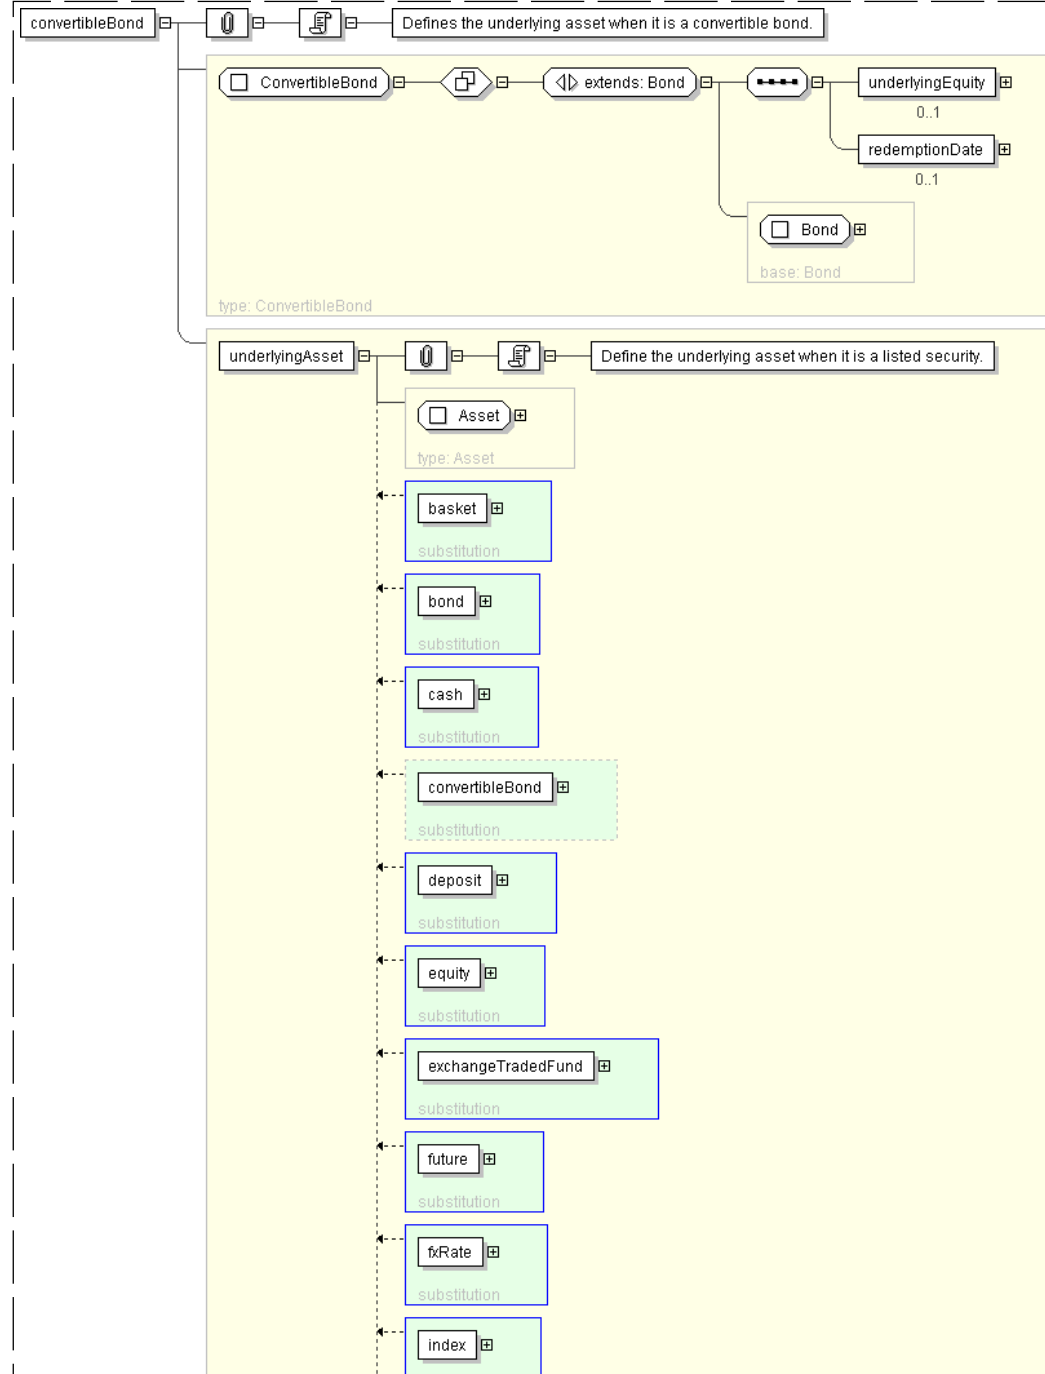 convertibleBond
Defines the underlying asset when it is a convertible bond.
ConvertibleBond
extends: Bond
underlyingEquity
0..1
redemptionDate
0..1
Bond
base: Bond
type: ConvertibleBond
underlyingAsset
Define the underlying asset when it is a listed security.
Asset
type: Asset
basket
substitution
bond
substitution
cash
substitution
convertibleBond
substitution
deposit
substitution
equity
substitution
exchangeTradedFund
substitution
future
substitution
fxRate
substitution
index